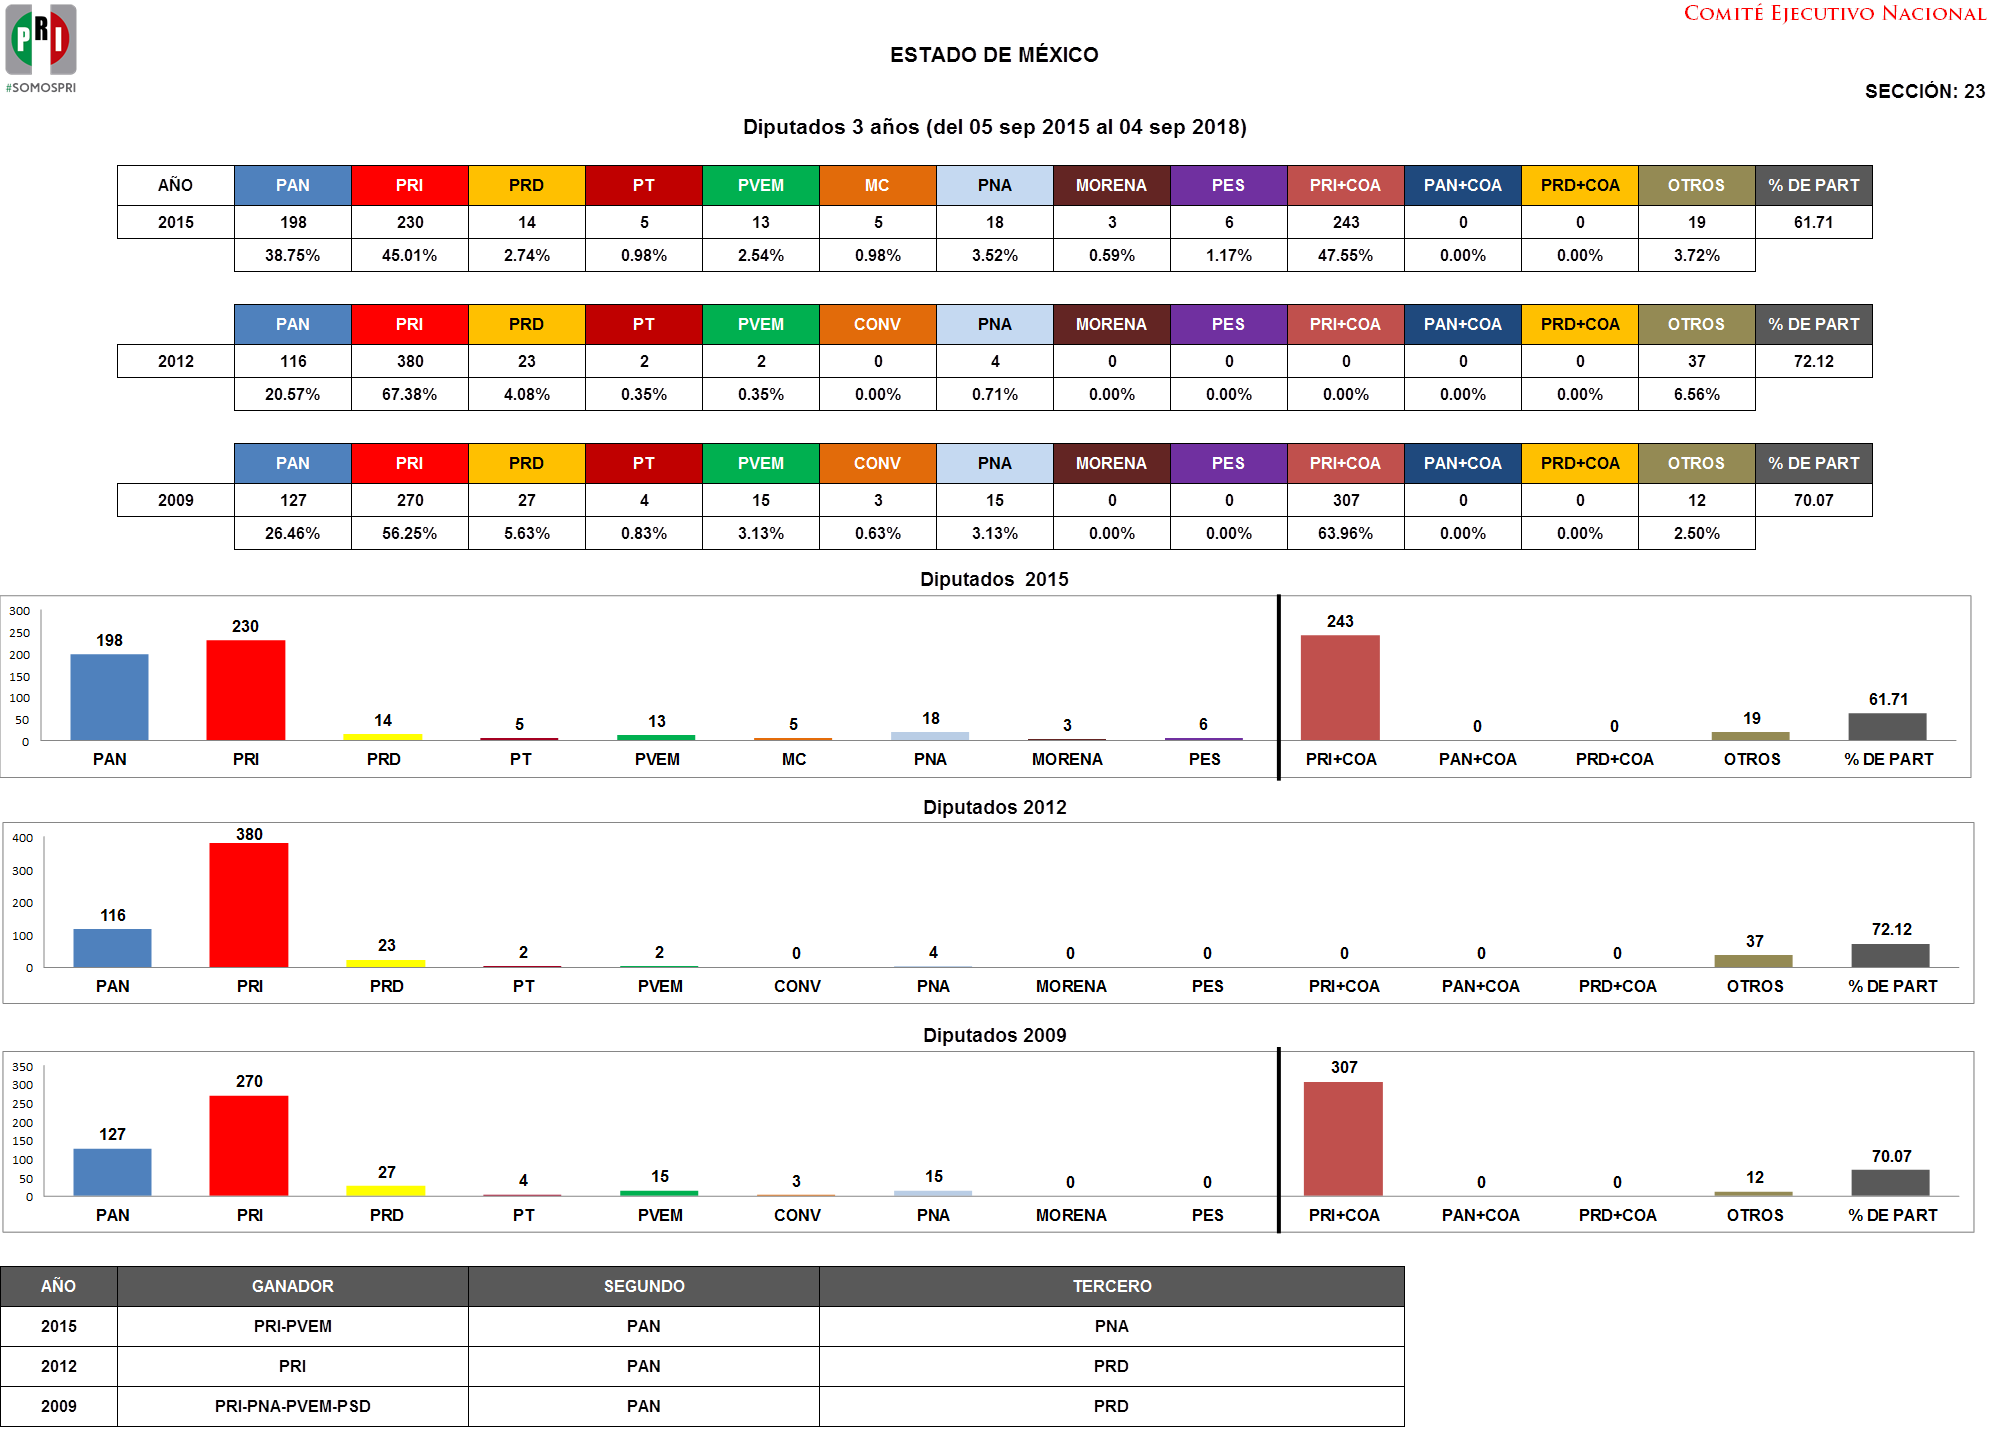 PRI
#SOMOSPRI
COMITÉ EJECUTIVO NACIONAL
ESTADO DE MÉXICO
SECCIÓN: 23
Diputados 3 años (del 05 sep 2015 al 04 sep 2018)
AÑO PAN PRI PRD PT PVEM MC PNA MORENA PES PRI+COA PAN+COA PRD+COA OTROS % DE PART
2015 198 230 14 5 13 5 18 3 6 243 0 0 19 61.71
38.75% 45.01% 2.74% 0.98% 2.54% 0.98% 3.52% 0.59% 1.17% 47.55% 0.00% 0.00% 3.72%
PAN PRI PRD PT PVEM CONV PNA MORENA PES PRI+COA PAN+COA PRD+COA OTROS % DE PART
2012 116 380 23 2 2 0 4 0 0 0 0 0 37 72.12
20.57% 67.38% 4.08% 0.35% 0.35% 0.00% 0.71% 0.00% 0.00% 0.00% 0.00% 0.00% 6.56%
PAN PRI PRD PT PVEM CONV PNA MORENA PES PRI+COA PAN+COA PRD+COA OTROS % DE PART
2009 127 270 27 4 15 3 15 0 0 307 0 0 12 70.07
26.46% 56.25% 5.63% 0.83% 3.13% 0.63% 3.13% 0.00% 0.00% 63.96% 0.00% 0.00% 2.50%
Diputados 2015
300
250
200
150
100
50
0
198 230 14 5 13 5 18 3 6 243 0 0 19 61.71
PAN PRI PRD PT PVEM MC PNA MORENA PES PRI+COA PAN+COA PRD+COA OTROS % DE PART
Diputados 2012
400
300
200
100
0
116 380 23 2 2 0 4 0 0 0 0 0 37 72.12
PAN PRI PRD PT PVEM CONV PNA MORENA PES PRI+COA PAN+COA PRD+COA OTROS % DE PART
Diputados 2009
350
300
250
200
150
100
50
0
127 270 27 4 15 3 15 0 0 307 0 0 12 70.07
PAN PRI PRD PT PVEM CONV PNA MORENA PES PRI+COA PAN+COA PRD+COA OTROS % DE PART
AÑO GANADOR SEGUNDO TERCERO
2015 PRI-PVEM PAN PNA
2012 PRI PAN PRD
2009 PRI-PNA-PVEM-PSD PAN PRD